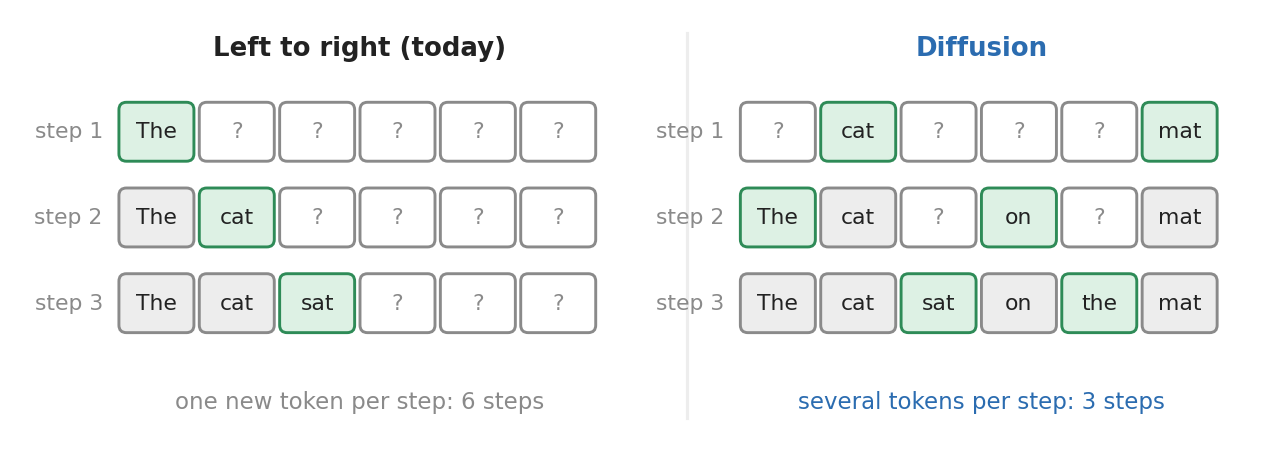 Left to right (today)
step 1 The ? ? ? ? ?
step 2 The cat ? ? ? ?
step 3 The cat sat ? ? ?
one new token per step: 6 steps
Diffusion
step 1 ? cat ? ? ? mat
step 2 The cat ? on ? mat
step 3 The cat sat on the mat
several tokens per step: 3 steps